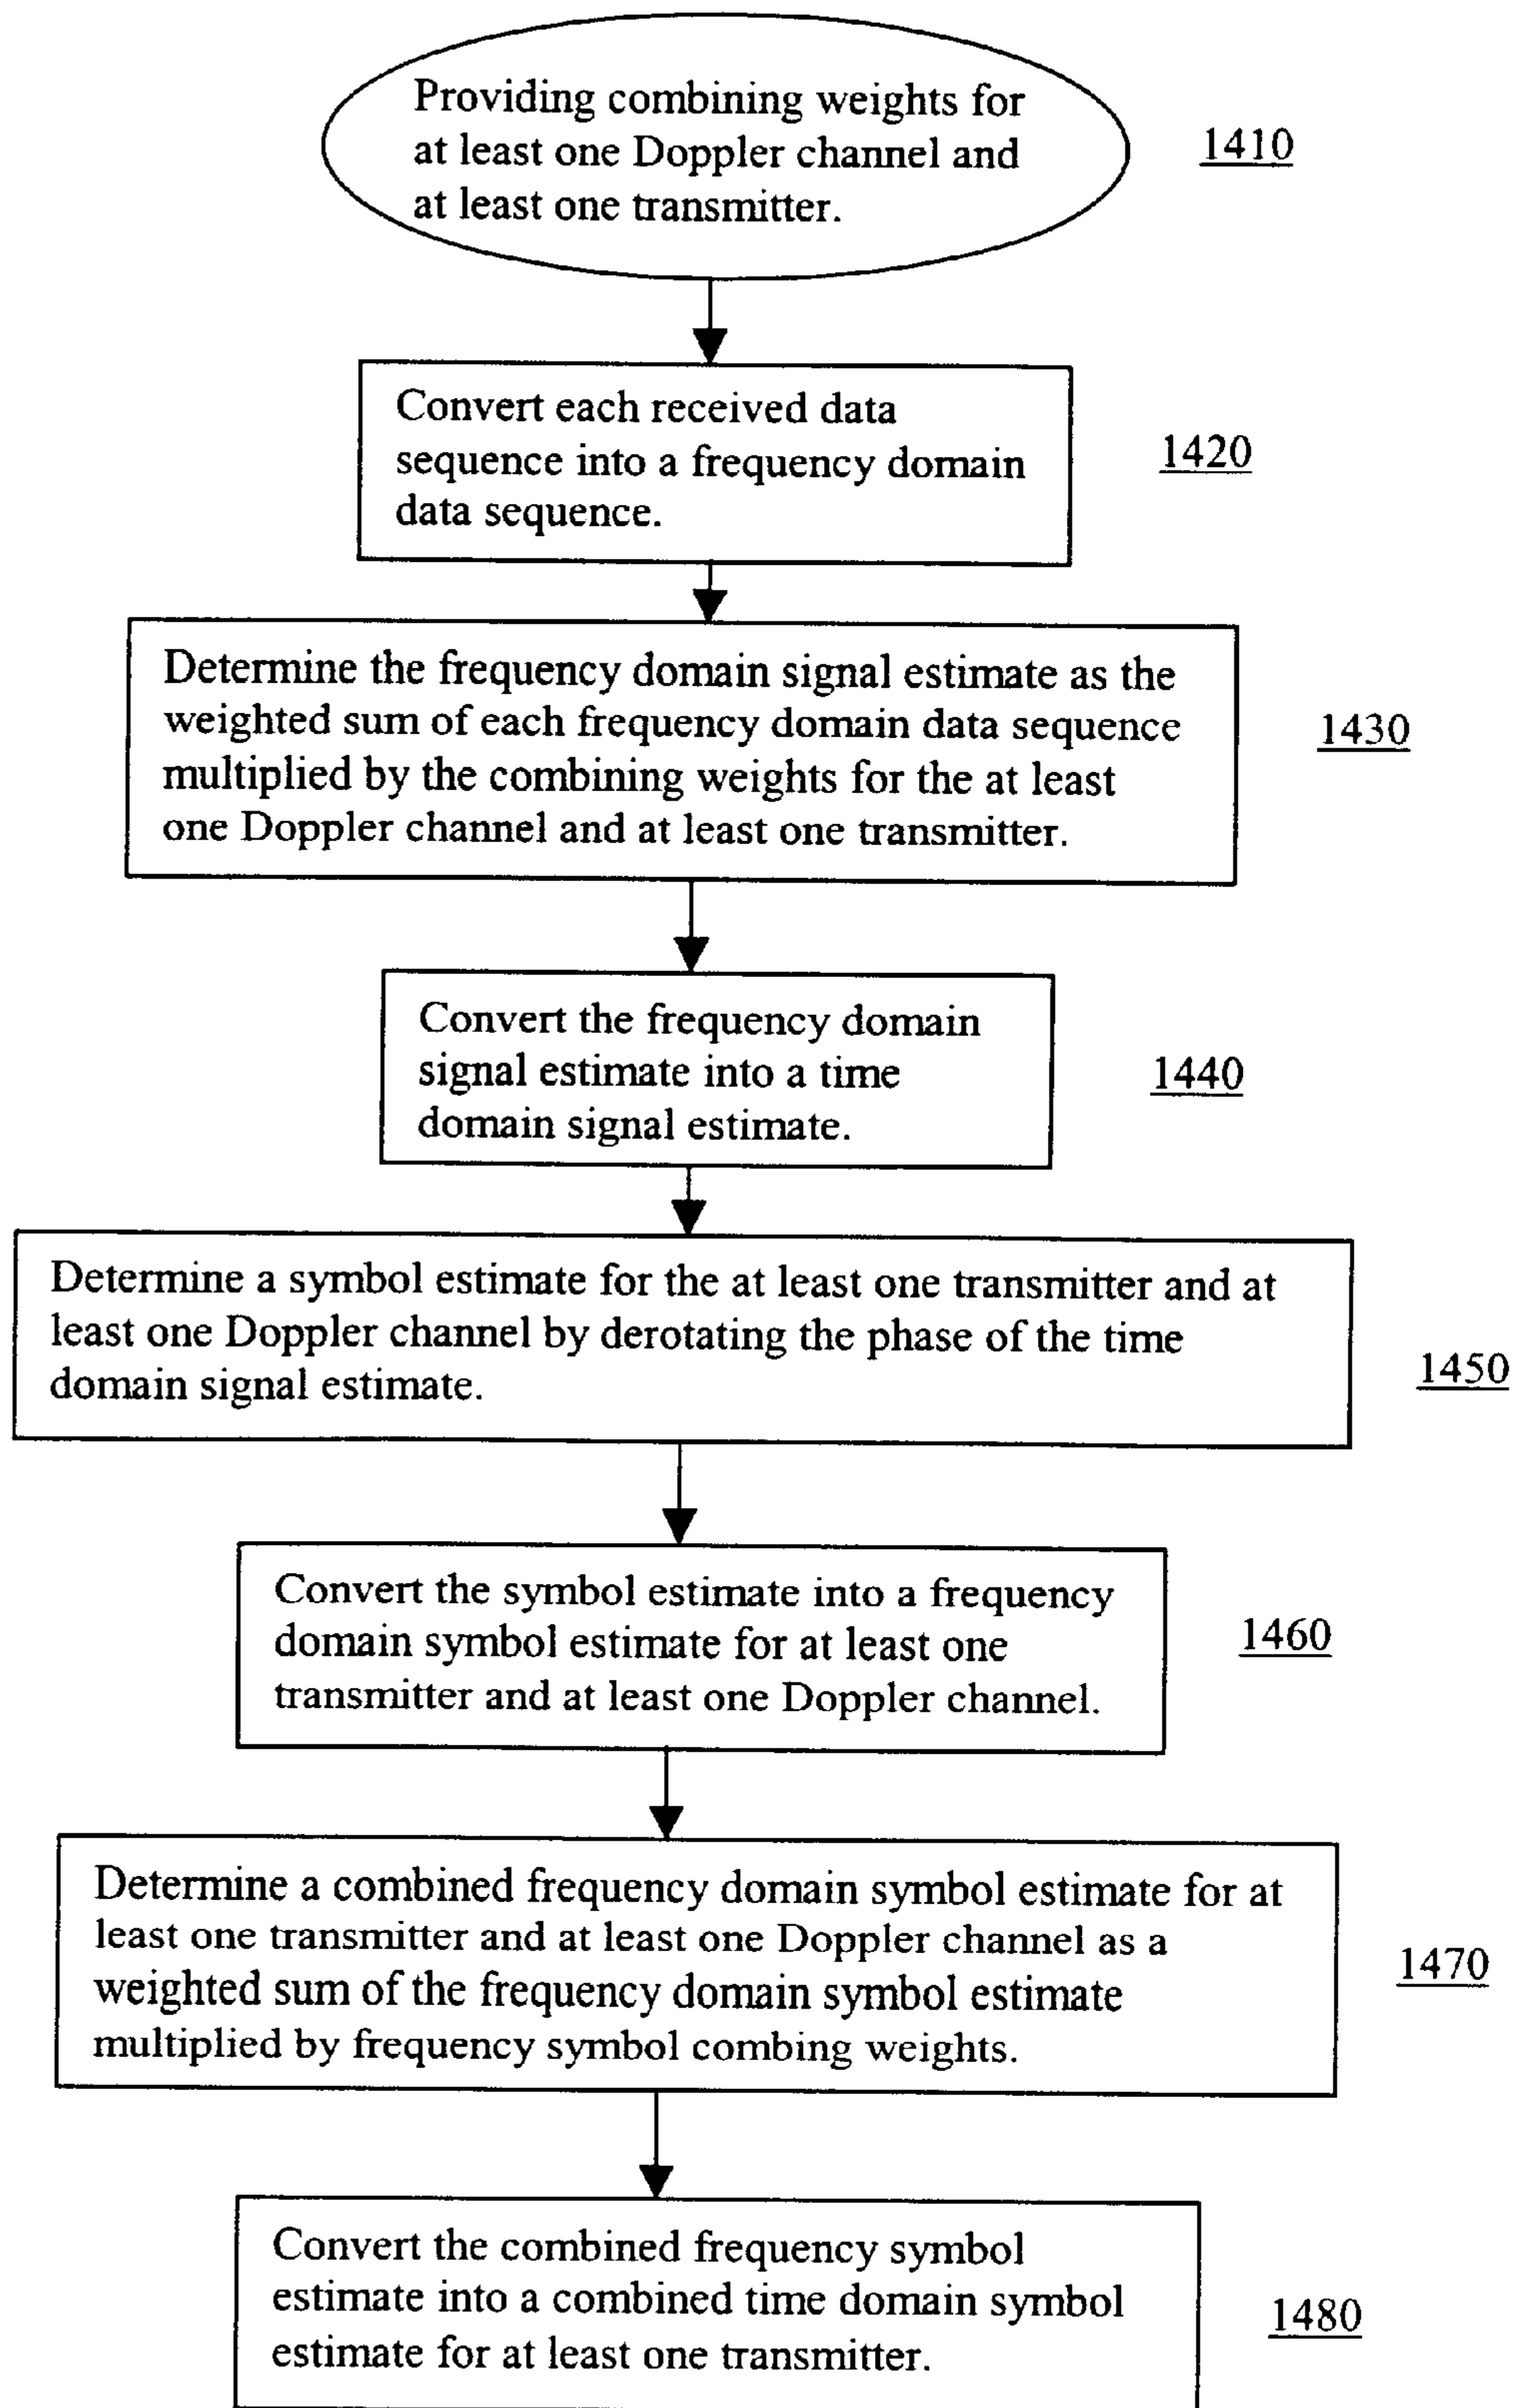 Providing combining weights for
at least one Doppler channel and
at least one transmitter.
1410
Convert each received data
sequence into a frequency domain
data sequence.
1420
Determine the frequency domain signal estimate as the
weighted sum of each frequency domain data sequence
multiplied by the combining weights for the at least
one Doppler channel and at least one transmitter.
1430
Convert the frequency domain
signal estimate into a time
domain signal estimate.
1440
Determine a symbol estimate for the at least one transmitter and at
least one Doppler channel by derotating the phase of the time
domain signal estimate.
1450
Convert the symbol estimate into a frequency
domain symbol estimate for at least one
transmitter and at least one Doppler channel.
1460
Determine a combined frequency domain symbol estimate for at
least one transmitter and at least one Doppler channel as a
weighted sum of the frequency domain symbol estimate
multiplied by frequency symbol combing weights.
1470
Convert the combined frequency symbol
estimate into a combined time domain symbol
estimate for at least one transmitter.
1480